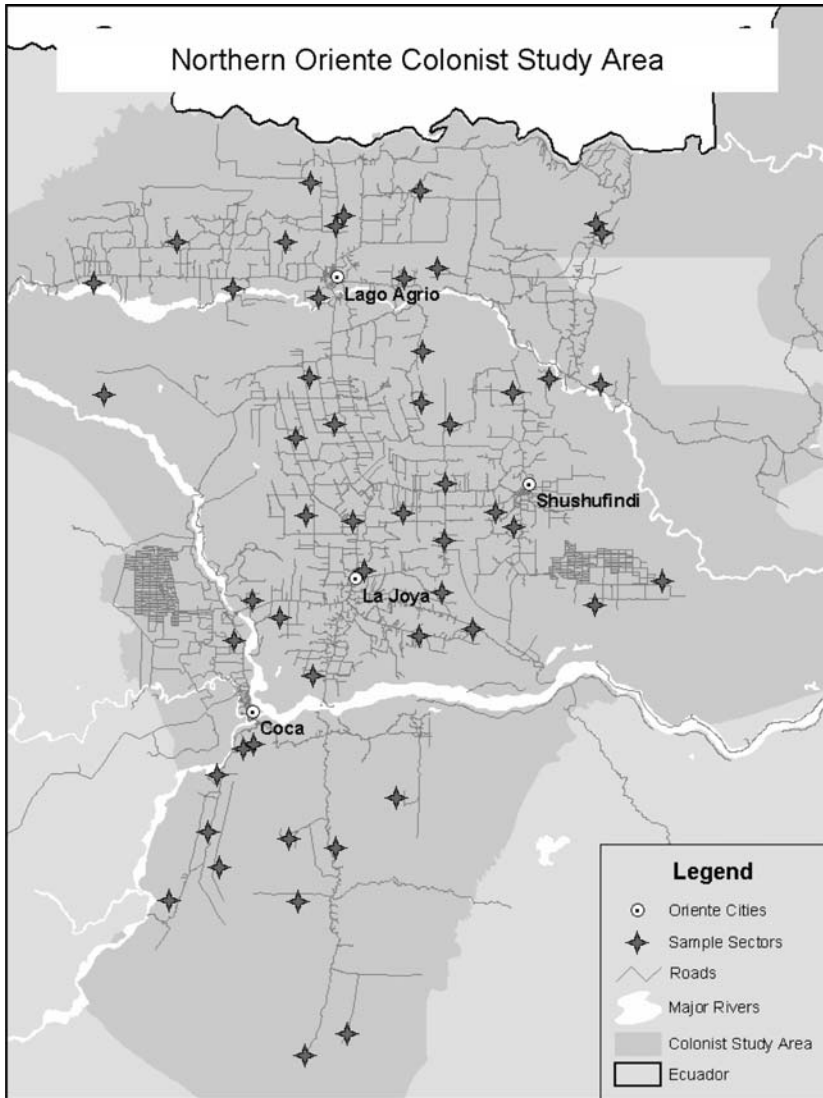 Northern Oriente Colonist Study Area
Lago Agrio
Shushufindi
La Joya
Coca
Legend
Oriente Cities
Sample Sectors
Roads
Major Rivers
Colonist Study Area
Ecuador